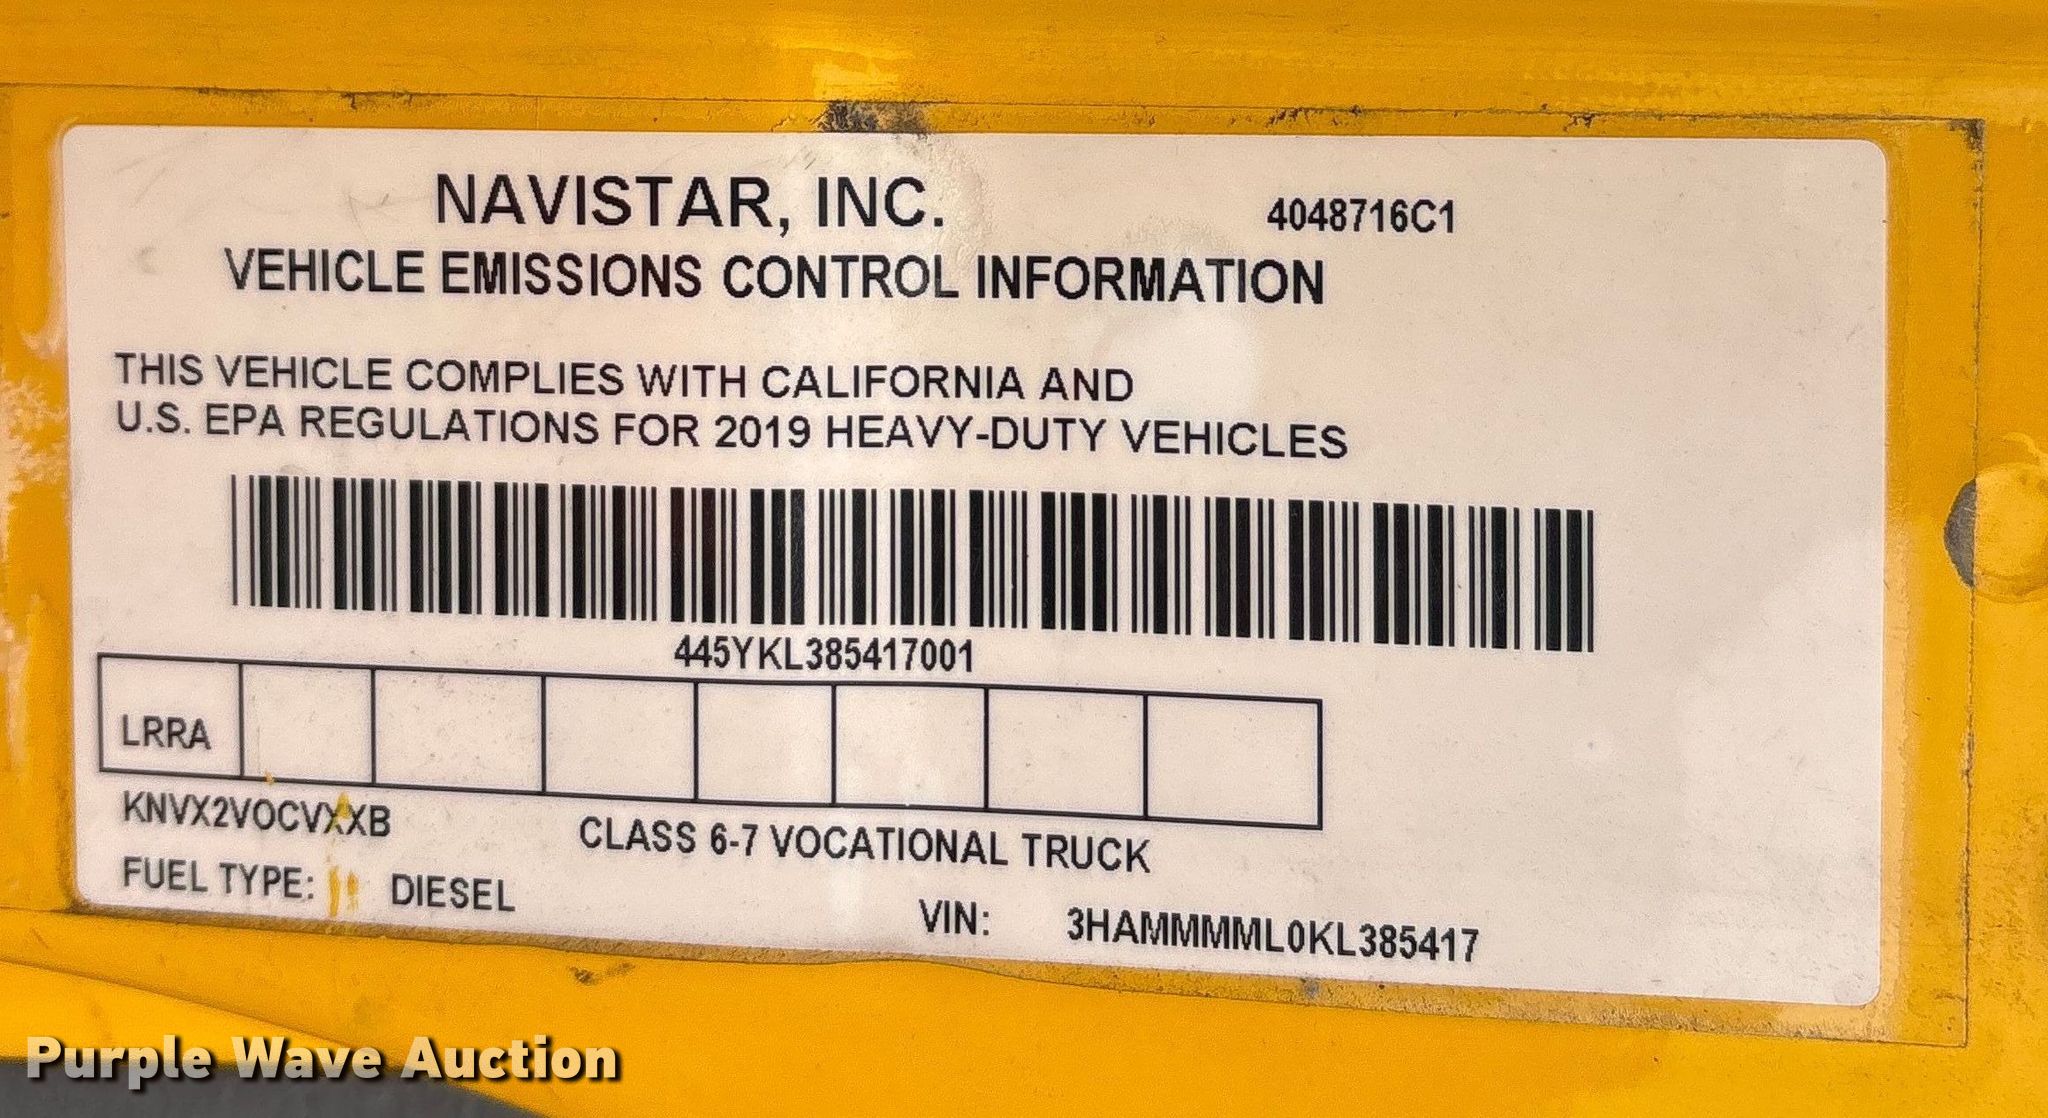 NAVISTAR, INC.
4048716C1
VEHICLE EMISSIONS CONTROL INFORMATION
THIS VEHICLE COMPLIES WITH CALIFORNIA AND
U.S. EPA REGULATIONS FOR 2019 HEAVY-DUTY VEHICLES
445YKL385417001
LRRA
KNVX2VOCVXXB
CLASS 6-7 VOCATIONAL TRUCK
FUEL TYPE: DIESEL
VIN: 3HAMMMML0KL385417
Purple Wave Auction